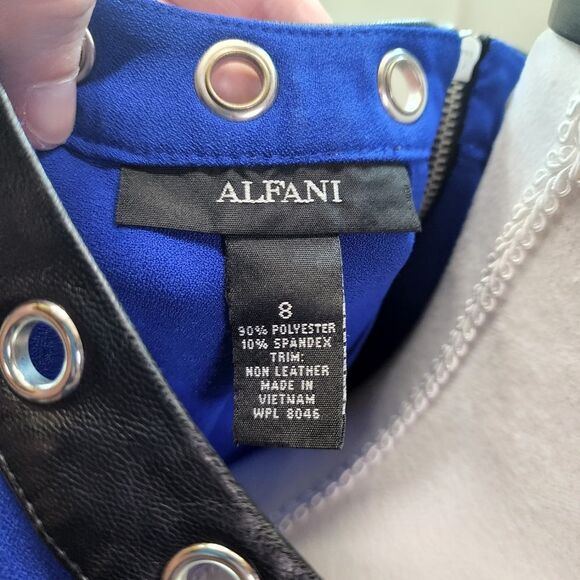 ALFANI
8
90% POLYESTER
10% SPANDEX
TRIM:
NON LEATHER
MADE IN
VIETNAM
WPL 8046